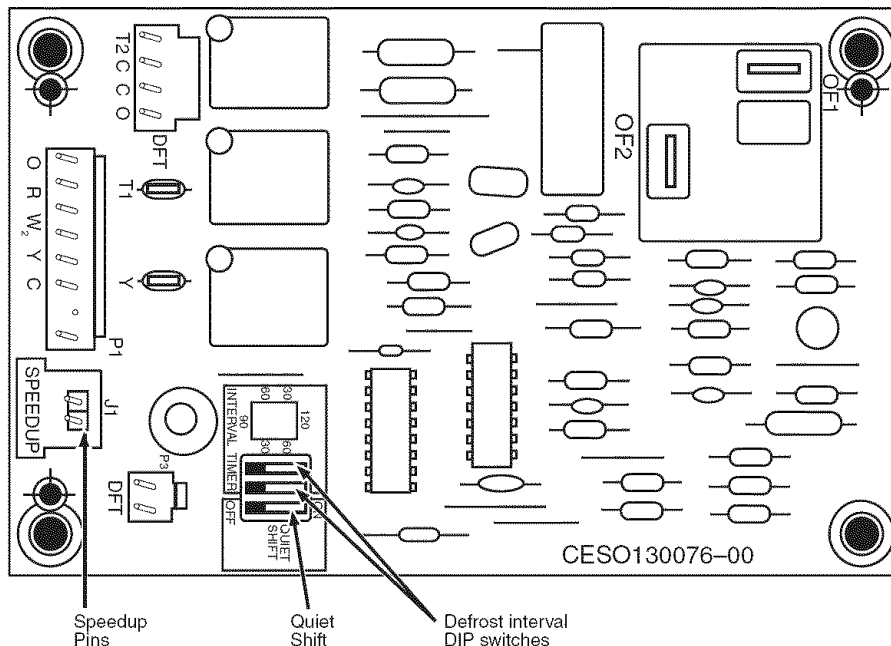 T2 C C O
DFT
OF1
OF2
T1
O R W2 Y C
Y
P1
SPEEDUP
J1
INTERVAL TIMER
60 30
90 120
30 60
P3
DFT
OFF
ON
QUIET
SHIFT
CESO130076–00
Speedup
Pins
Quiet
Shift
Defrost interval
DIP switches